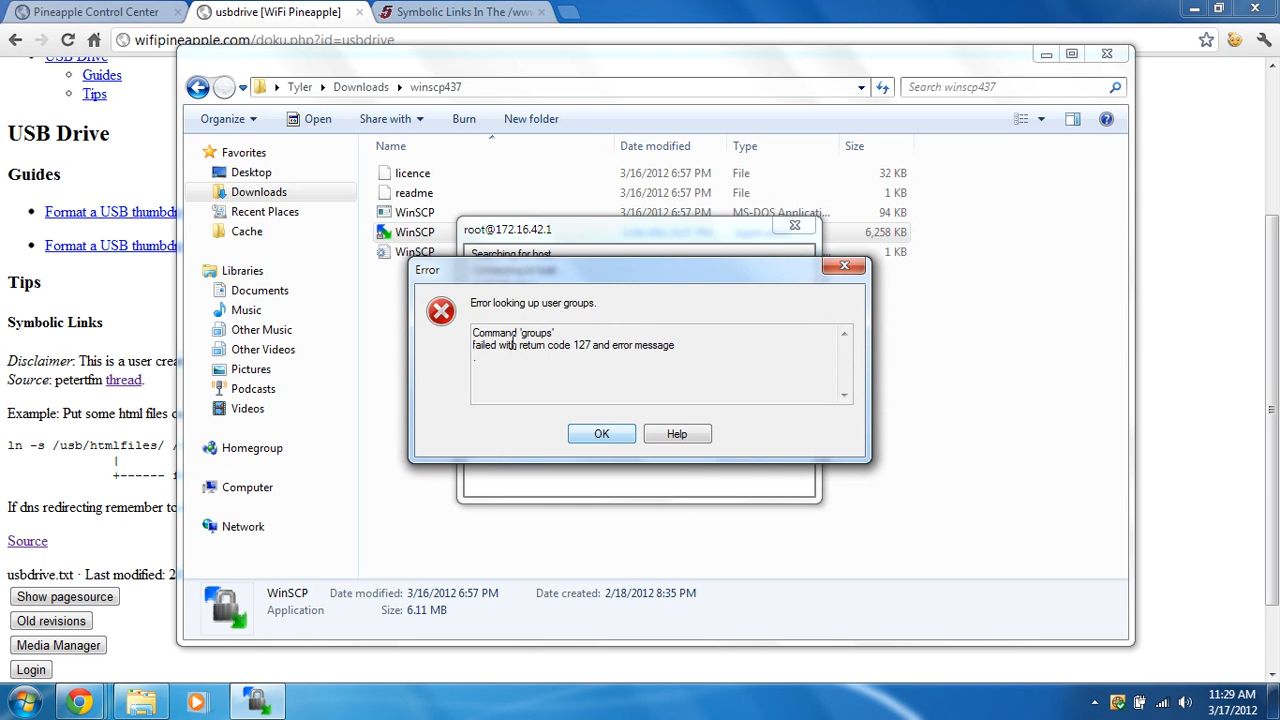 Pineapple Control Center
usbdrive [WiFi Pineapple]
Symbolic Links In The /www
wifipineapple.com/doku.php?id=usbdrive
USB Drive
Guides
Tips
USB Drive
Guides
Format a USB thumbd
Format a USB thumbd
Tips
Symbolic Links
Disclaimer: This is a user crea
Source: petertfm thread.
Example: Put some html files o
ln -s /usb/htmlfiles/ /
|
+------ i
If dns redirecting remember to
Source
usbdrive.txt · Last modified: 2
Show pagesource
Old revisions
Media Manager
Login
Tyler Downloads winscp437
Search winscp437
Organize Open Share with Burn New folder
Favorites
Desktop
Downloads
Recent Places
Cache
Libraries
Documents
Music
Other Music
Other Videos
Pictures
Podcasts
Videos
Homegroup
Computer
Network
Name Date modified Type Size
licence 3/16/2012 6:57 PM File 32 KB
readme 3/16/2012 6:57 PM File 1 KB
WinSCP 3/16/2012 6:57 PM MS-DOS Applicati... 94 KB
WinSCP 6,258 KB
WinSCP 1 KB
root@172.16.42.1
Searching for host
Error
Error looking up user groups.
Command 'groups'
failed with return code 127 and error message
.
OK Help
WinSCP Date modified: 3/16/2012 6:57 PM Date created: 2/18/2012 8:35 PM
Application Size: 6.11 MB
11:29 AM
3/17/2012